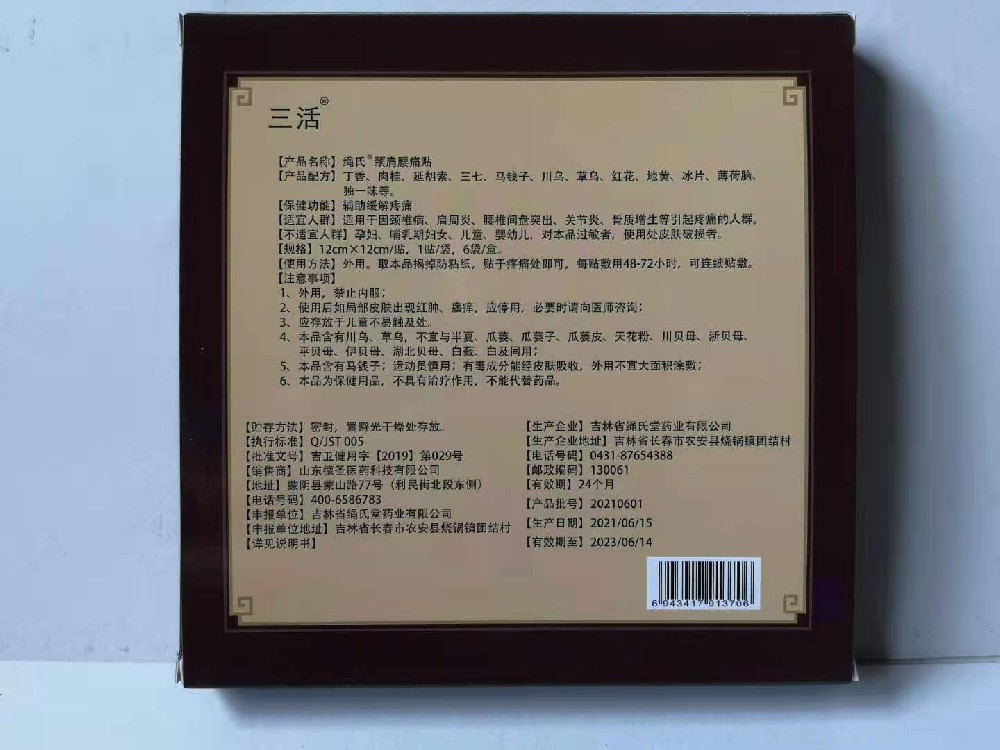 三活®
【产品名称】绳氏®颈肩腰痛贴
【产品配方】丁香、肉桂、延胡索、三七、马钱子、川乌、草乌、红花、地黄、冰片、薄荷脑、
独一味等。
【保健功能】辅助缓解疼痛
【适宜人群】适用于因颈椎病、肩周炎、腰椎间盘突出、关节炎、骨质增生等引起疼痛的人群。
【不适宜人群】孕妇、哺乳期妇女、儿童、婴幼儿，对本品过敏者，使用处皮肤破损者。
【规格】12cm×12cm/贴，1贴/袋，6袋/盒。
【使用方法】外用。取本品揭掉防粘纸，贴于疼痛处即可，每贴敷用48-72小时，可连续贴敷。
【注意事项】
1、外用，禁止内服；
2、使用后如局部皮肤出现红肿、瘙痒，应停用，必要时请向医师咨询；
3、应存放于儿童不易触及处。
4、本品含有川乌、草乌，不宜与半夏、瓜蒌、瓜蒌子、瓜蒌皮、天花粉、川贝母、浙贝母、
平贝母、伊贝母、湖北贝母、白蔹、白及同用；
5、本品含有马钱子；运动员慎用；有毒成分能经皮肤吸收，外用不宜大面积涂敷；
6、本品为保健用品，不具有治疗作用，不能代替药品。
【贮存方法】密封，置避光干燥处存放。
【执行标准】Q/JST 005
【批准文号】吉卫健用字【2019】第029号
【销售商】山东德圣医药科技有限公司
【地址】蒙阴县蒙山路77号（利民街北段东侧）
【电话号码】400-6586783
【申报单位】吉林省绳氏堂药业有限公司
【申报单位地址】吉林省长春市农安县烧锅镇团结村
【详见说明书】
【生产企业】吉林省绳氏堂药业有限公司
【生产企业地址】吉林省长春市农安县烧锅镇团结村
【电话号码】0431-87654388
【邮政编码】130061
【有效期】24个月
【产品批号】20210601
【生产日期】2021/06/15
【有效期至】2023/06/14
6 943417 913706